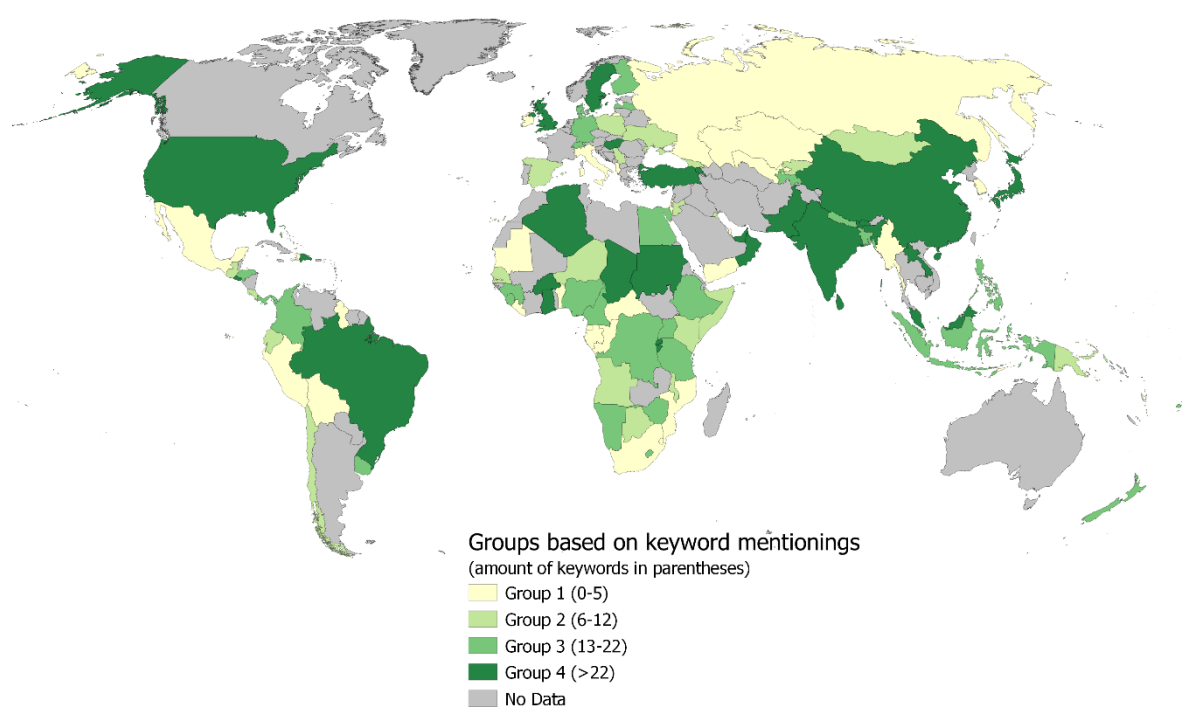 Groups based on keyword mentionings
(amount of keywords in parentheses)
Group 1 (0-5)
Group 2 (6-12)
Group 3 (13-22)
Group 4 (>22)
No Data